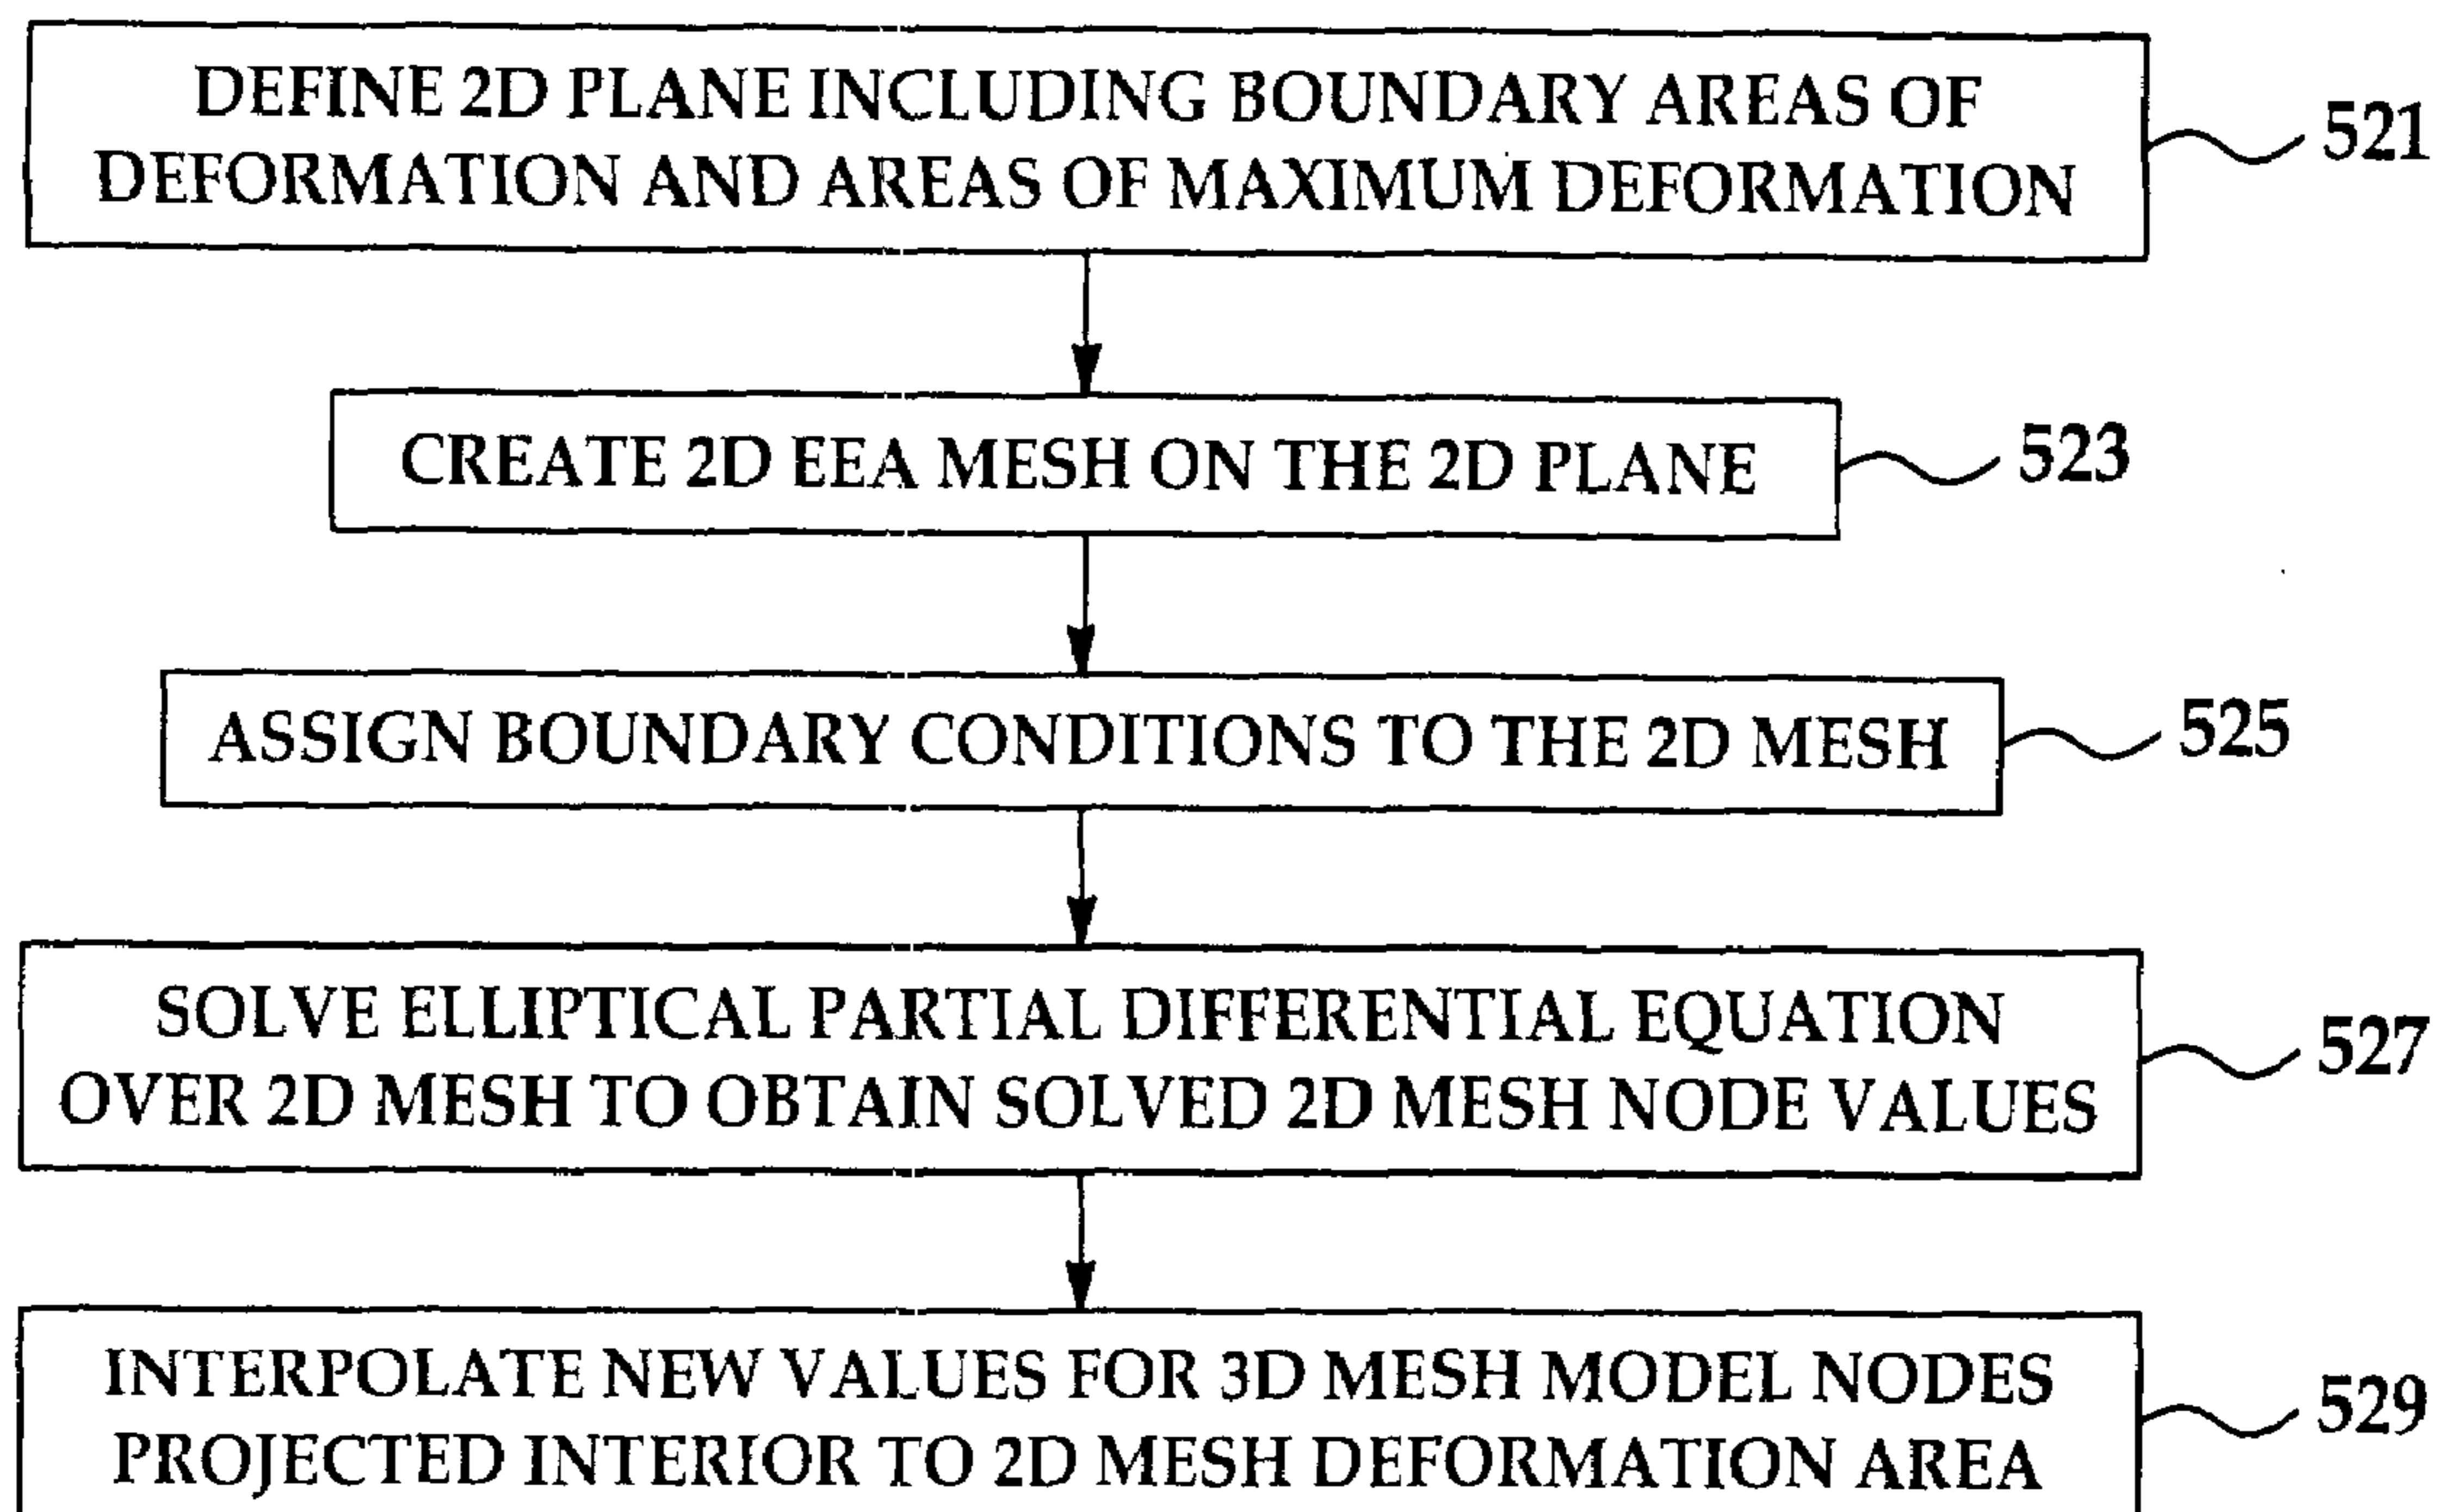 DEFINE 2D PLANE INCLUDING BOUNDARY AREAS OF
DEFORMATION AND AREAS OF MAXIMUM DEFORMATION
521
CREATE 2D EEA MESH ON THE 2D PLANE
523
ASSIGN BOUNDARY CONDITIONS TO THE 2D MESH
525
SOLVE ELLIPTICAL PARTIAL DIFFERENTIAL EQUATION
OVER 2D MESH TO OBTAIN SOLVED 2D MESH NODE VALUES
527
INTERPOLATE NEW VALUES FOR 3D MESH MODEL NODES
PROJECTED INTERIOR TO 2D MESH DEFORMATION AREA
529